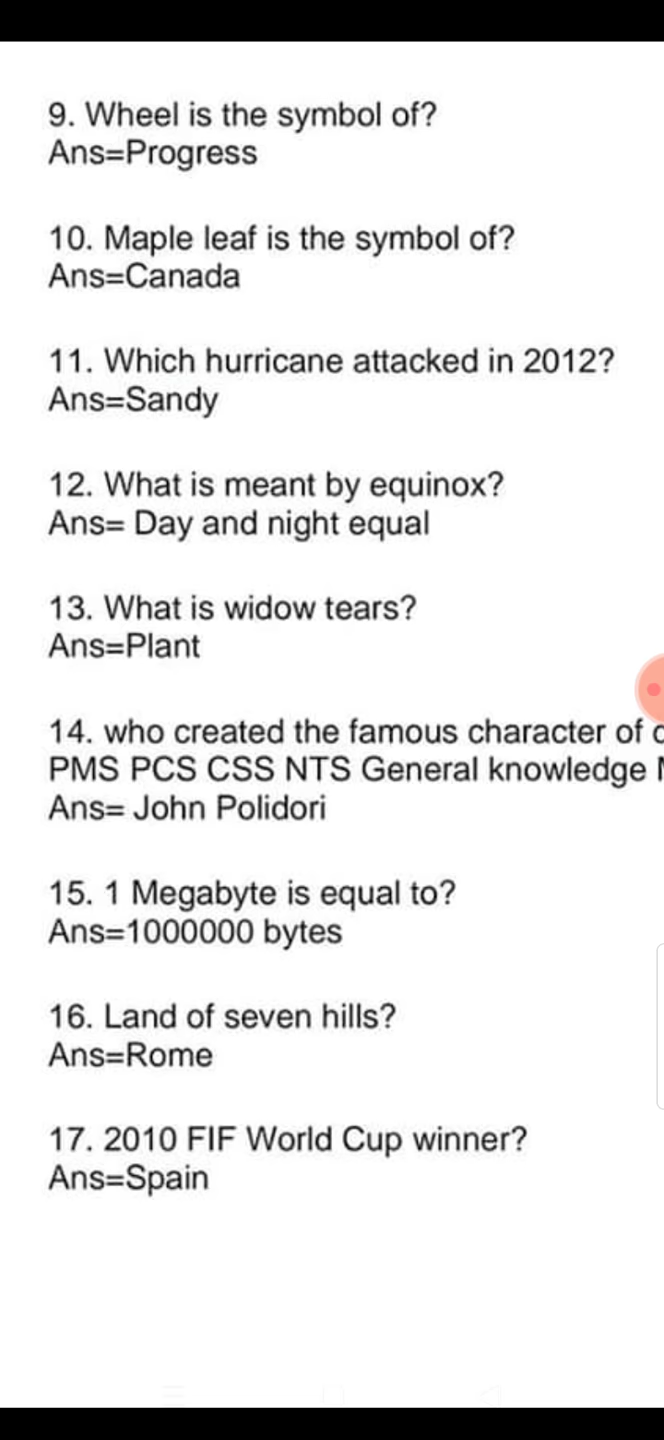 9. Wheel is the symbol of?
Ans=Progress
10. Maple leaf is the symbol of?
Ans=Canada
11. Which hurricane attacked in 2012?
Ans=Sandy
12. What is meant by equinox?
Ans= Day and night equal
13. What is widow tears?
Ans=Plant
14. who created the famous character of
PMS PCS CSS NTS General knowledge
Ans= John Polidori
15. 1 Megabyte is equal to?
Ans=1000000 bytes
16. Land of seven hills?
Ans=Rome
17. 2010 FIF World Cup winner?
Ans=Spain